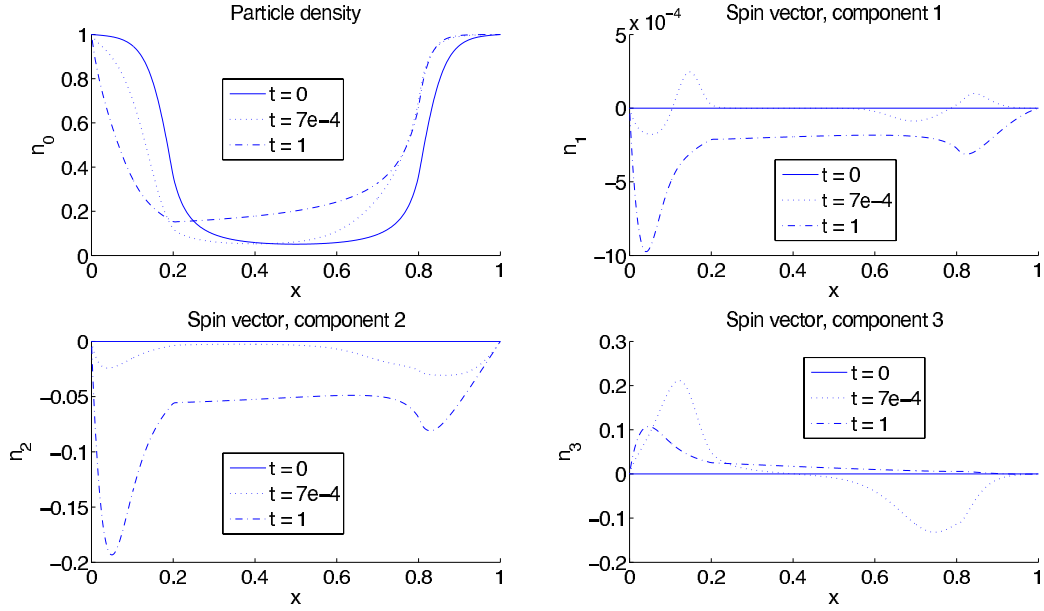 Particle density
1
0.8
0.6
0.4
0.2
0
n0
t = 0
t = 7e−4
t = 1
0 0.2 0.4 0.6 0.8 1
x
Spin vector, component 1
x 10−4
5
0
−5
−10
n1
t = 0
t = 7e−4
t = 1
0 0.2 0.4 0.6 0.8 1
x
Spin vector, component 2
0
−0.05
−0.1
−0.15
−0.2
n2
t = 0
t = 7e−4
t = 1
0 0.2 0.4 0.6 0.8 1
x
Spin vector, component 3
0.3
0.2
0.1
0
−0.1
−0.2
n3
t = 0
t = 7e−4
t = 1
0 0.2 0.4 0.6 0.8 1
x